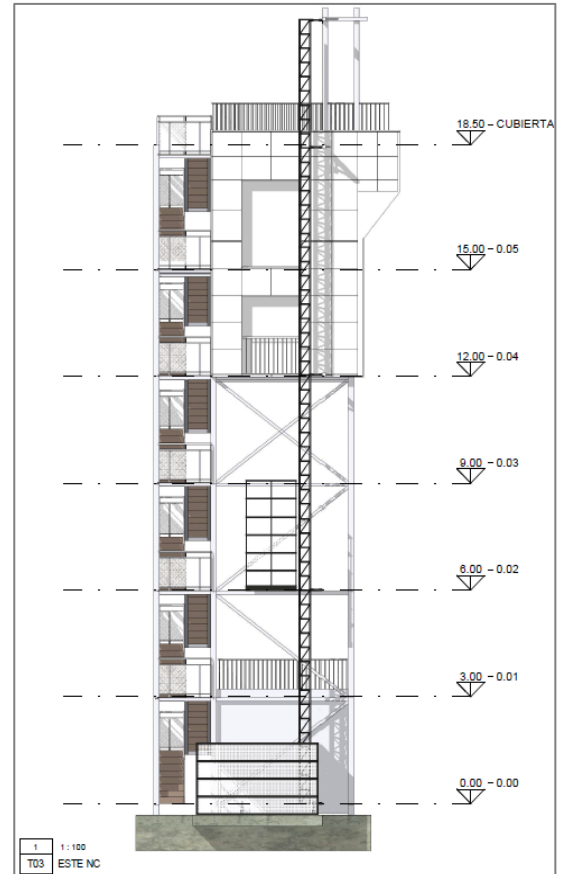 18.50 – CUBIERTA
15.00 – 0.05
12.00 – 0.04
9.00 – 0.03
6.00 – 0.02
3.00 – 0.01
0.00 – 0.00
1 1 : 100
T03 ESTE NC